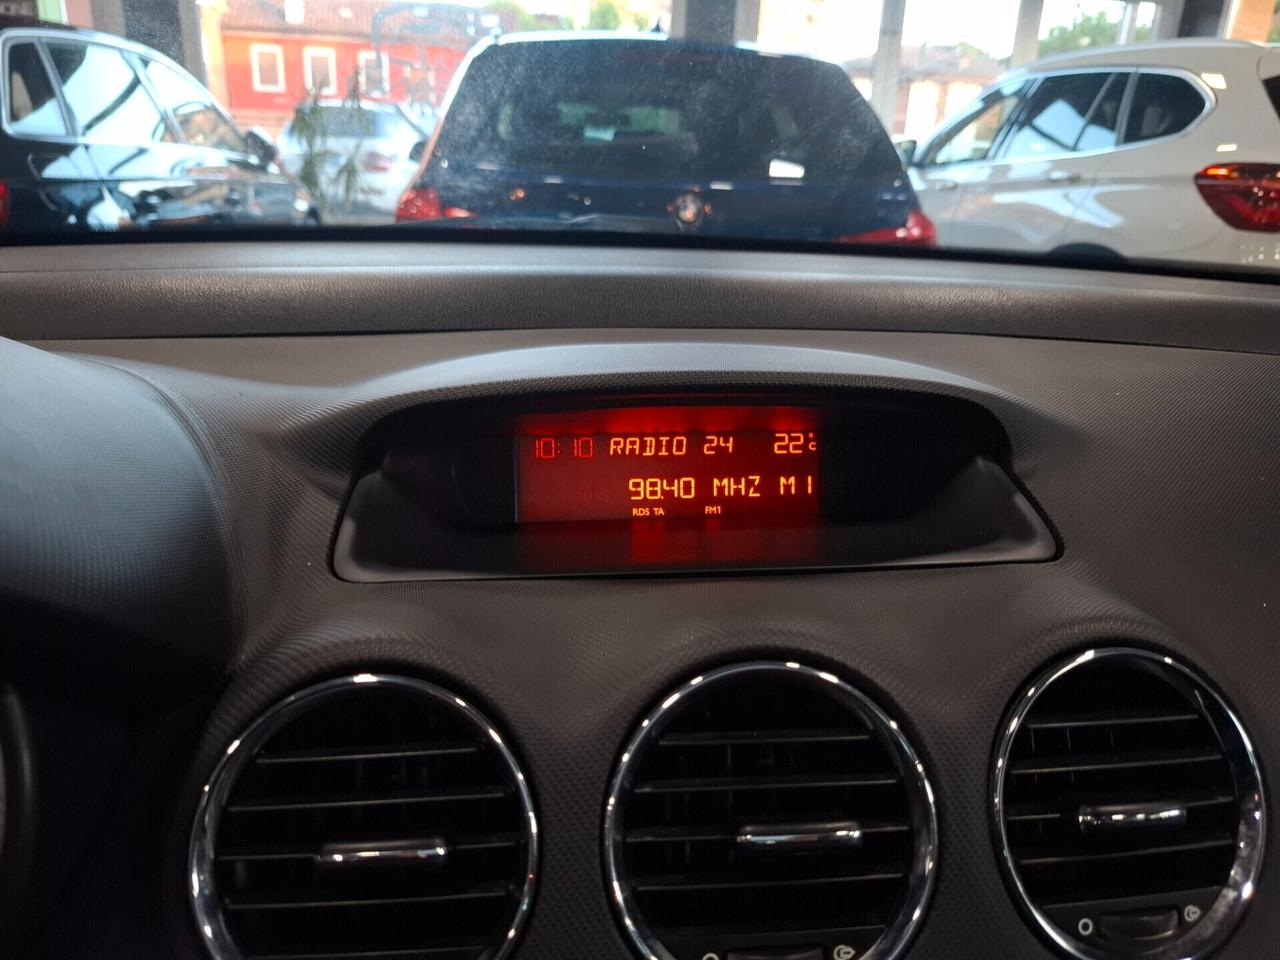 10:10 RADIO 24 22°C
98.40 MHZ M1
RDS TA FM1